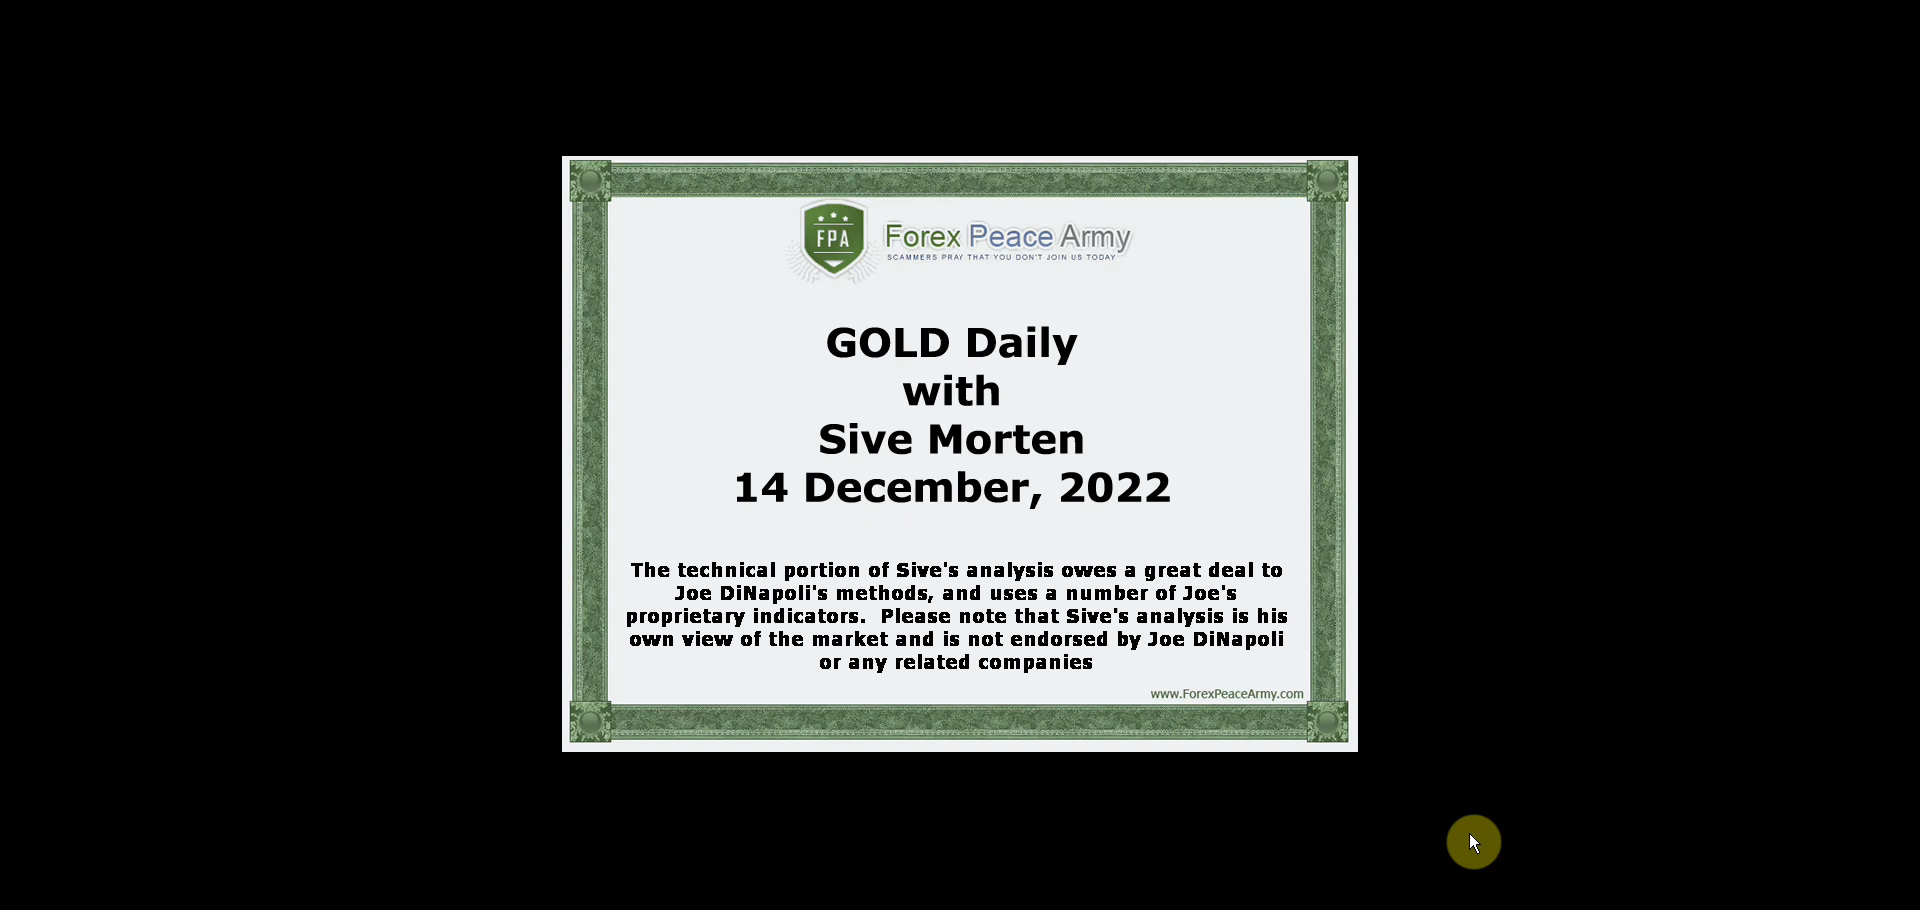 FPA
Forex Peace Army
SCAMMERS PRAY THAT YOU DON'T JOIN US TODAY
GOLD Daily
with
Sive Morten
14 December, 2022
The technical portion of Sive's analysis owes a great deal to
Joe DiNapoli's methods, and uses a number of Joe's
proprietary indicators.  Please note that Sive's analysis is his
own view of the market and is not endorsed by Joe DiNapoli
or any related companies
www.ForexPeaceArmy.com